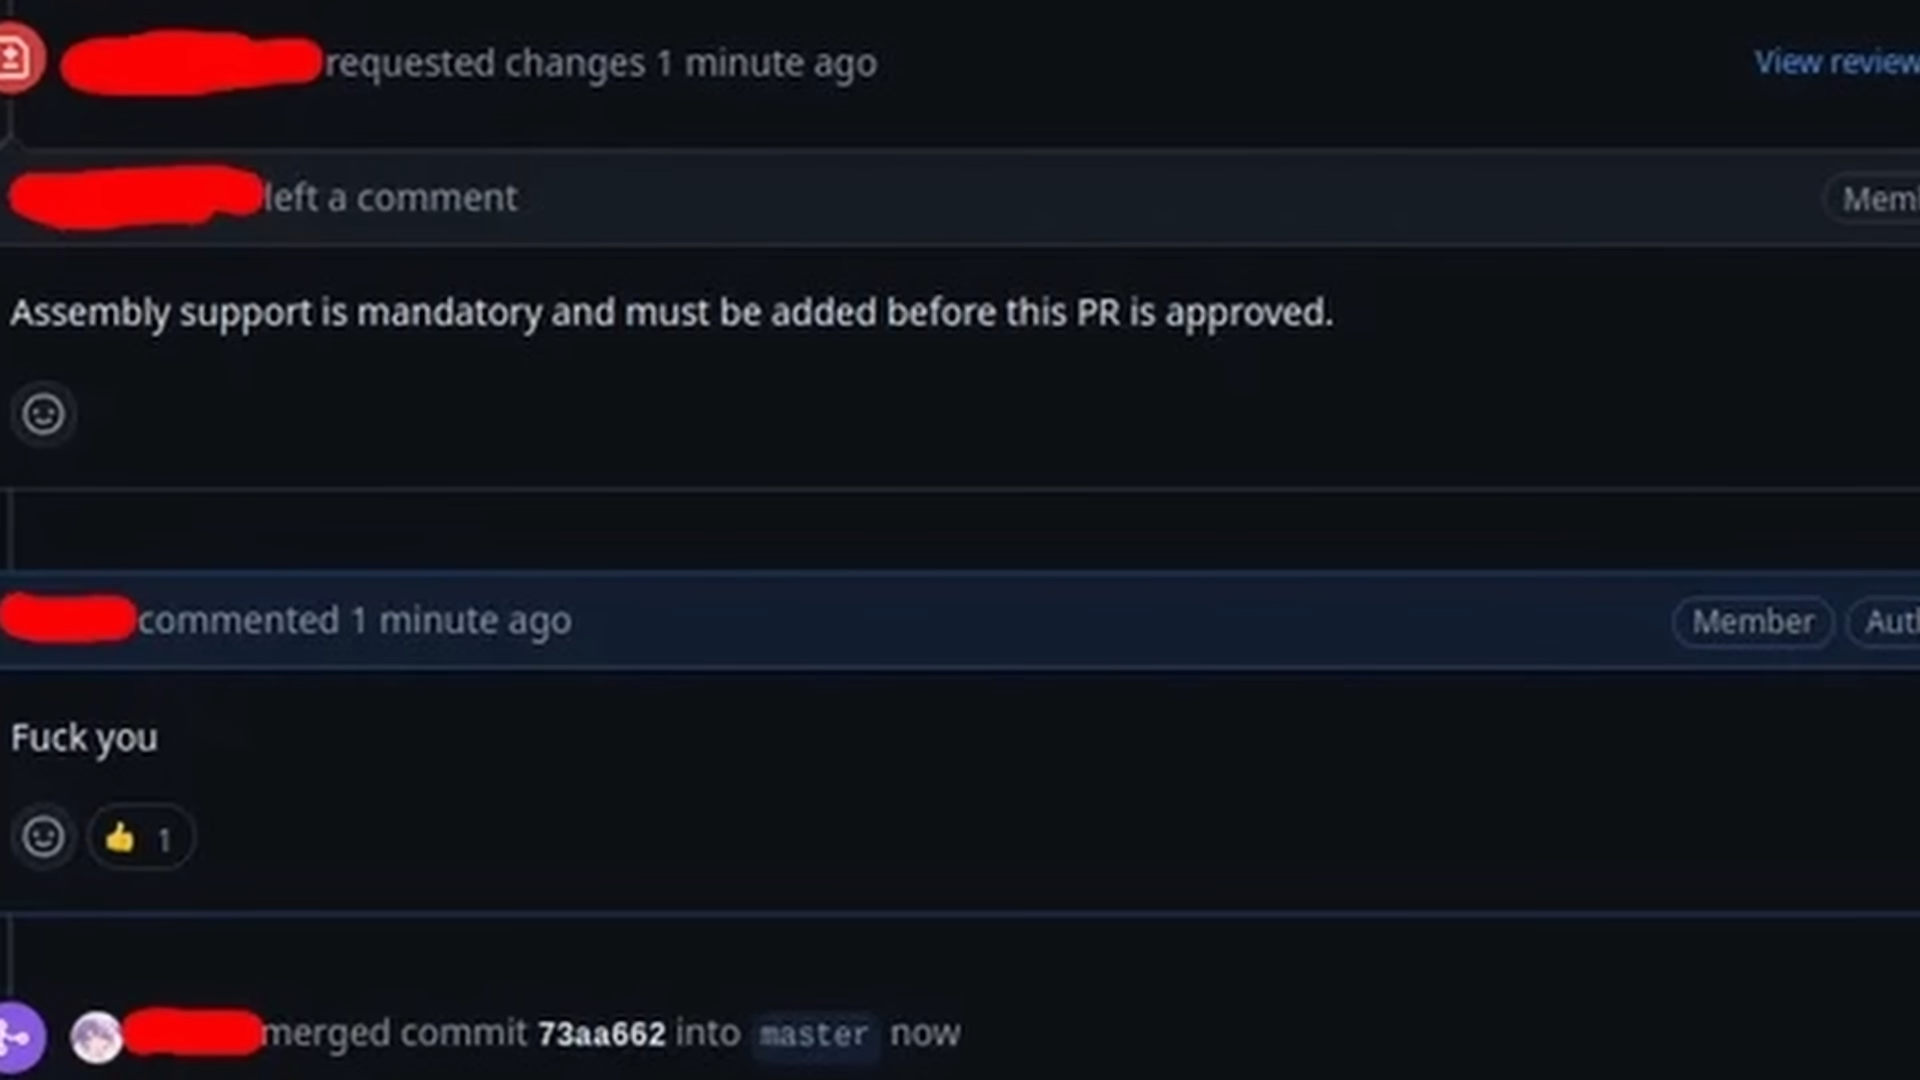 requested changes 1 minute ago View review
left a comment
Assembly support is mandatory and must be added before this PR is approved.
commented 1 minute ago Member
Fuck you
👍 1
merged commit 73aa662 into master now